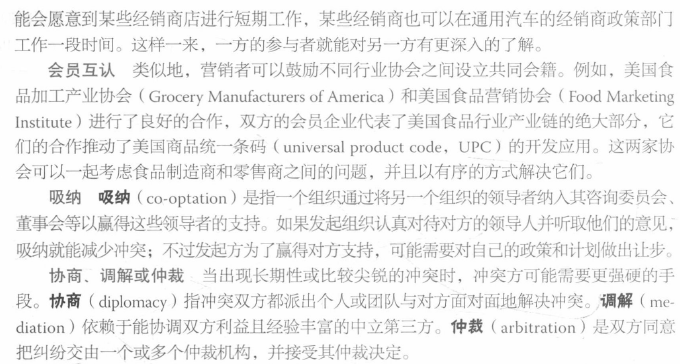 能会愿意到某些经销商店进行短期工作，某些经销商也可以在通用汽车的经销商政策部门
工作一段时间。这样一来，一方的参与者就能对另一方有更深入的了解。
会员互认 类似地，营销者可以鼓励不同行业协会之间设立共同会籍。例如，美国食
品加工产业协会（Grocery Manufacturers of America）和美国食品营销协会（Food Marketing
Institute）进行了良好的合作，双方的会员企业代表了美国食品行业产业链的绝大部分，它
们的合作推动了美国商品统一条码（universal product code，UPC）的开发应用。这两家协
会可以一起考虑食品制造商和零售商之间的问题，并且以有序的方式解决它们。
吸纳 吸纳（co-optation）是指一个组织通过将另一个组织的领导者纳入其咨询委员会、
董事会等以赢得这些领导者的支持。如果发起组织认真对待对方的领导人并听取他们的意见，
吸纳就能减少冲突；不过发起方为了赢得对方支持，可能需要对自己的政策和计划做出让步。
协商、调解或仲裁 当出现长期性或比较尖锐的冲突时，冲突方可能需要更强硬的手
段。协商（diplomacy）指冲突双方都派出个人或团队与对方面对面地解决冲突。调解（me-
diation）依赖于能协调双方利益且经验丰富的中立第三方。仲裁（arbitration）是双方同意
把纠纷交由一个或多个仲裁机构，并接受其仲裁决定。